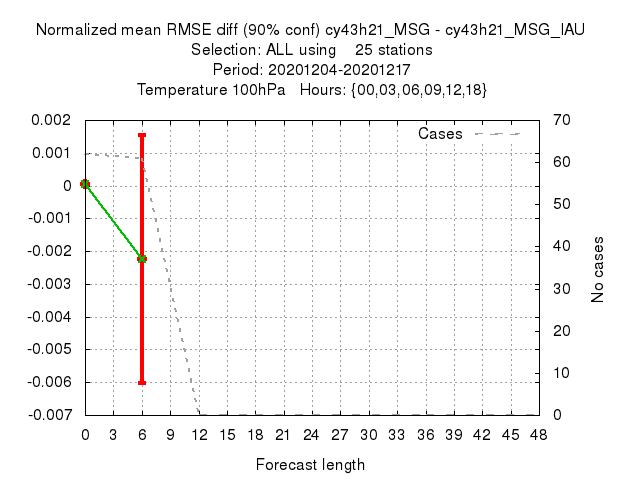 Normalized mean RMSE diff (90% conf) cy43h21_MSG - cy43h21_MSG_IAU
Selection: ALL using    25 stations
Period: 20201204-20201217
Temperature 100hPa   Hours: {00,03,06,09,12,18}
Cases
0.002
0.001
0
-0.001
-0.002
-0.003
-0.004
-0.005
-0.006
-0.007
70
60
50
40
30
20
10
0
No cases
0 3 6 9 12 15 18 21 24 27 30 33 36 39 42 45 48
Forecast length